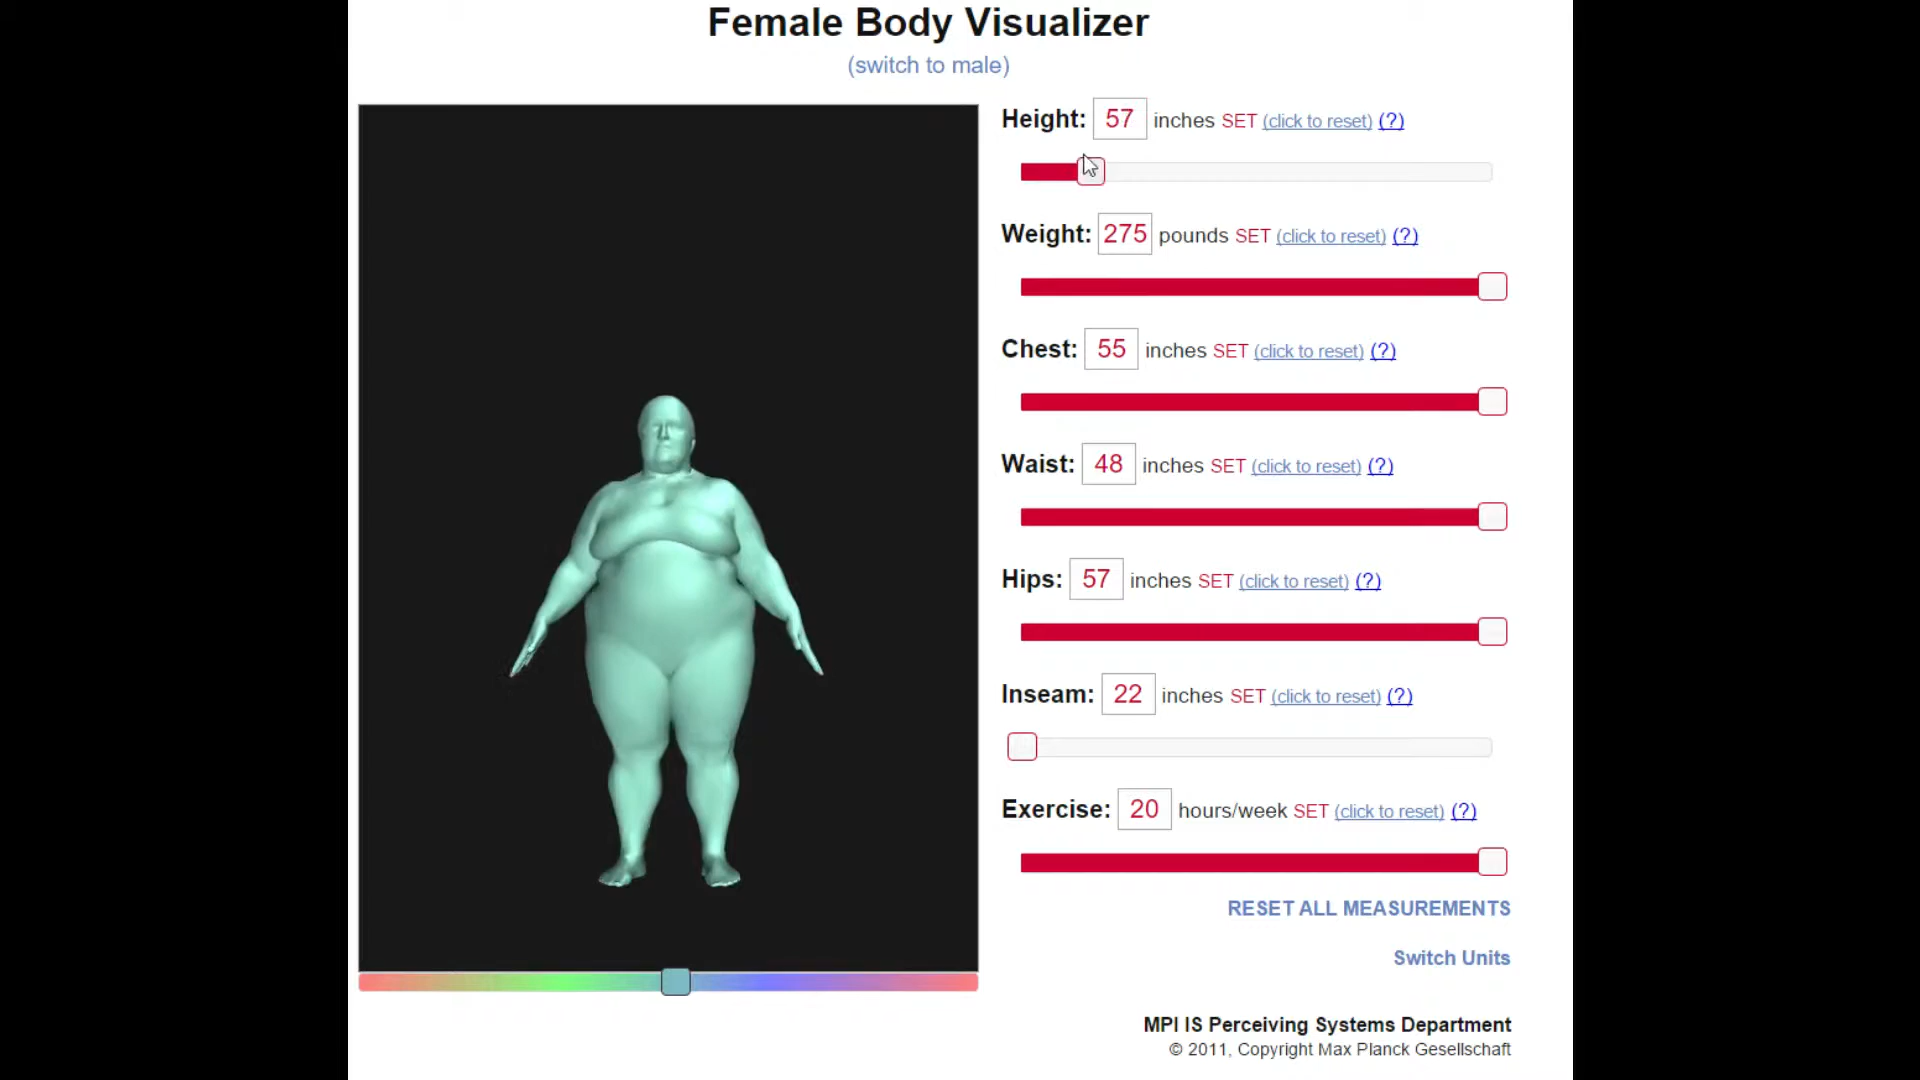 Female Body Visualizer
(switch to male)
Height: 57 inches SET (click to reset) (?)
Weight: 275 pounds SET (click to reset) (?)
Chest: 55 inches SET (click to reset) (?)
Waist: 48 inches SET (click to reset) (?)
Hips: 57 inches SET (click to reset) (?)
Inseam: 22 inches SET (click to reset) (?)
Exercise: 20 hours/week SET (click to reset) (?)
RESET ALL MEASUREMENTS
Switch Units
MPI IS Perceiving Systems Department
© 2011, Copyright Max Planck Gesellschaft